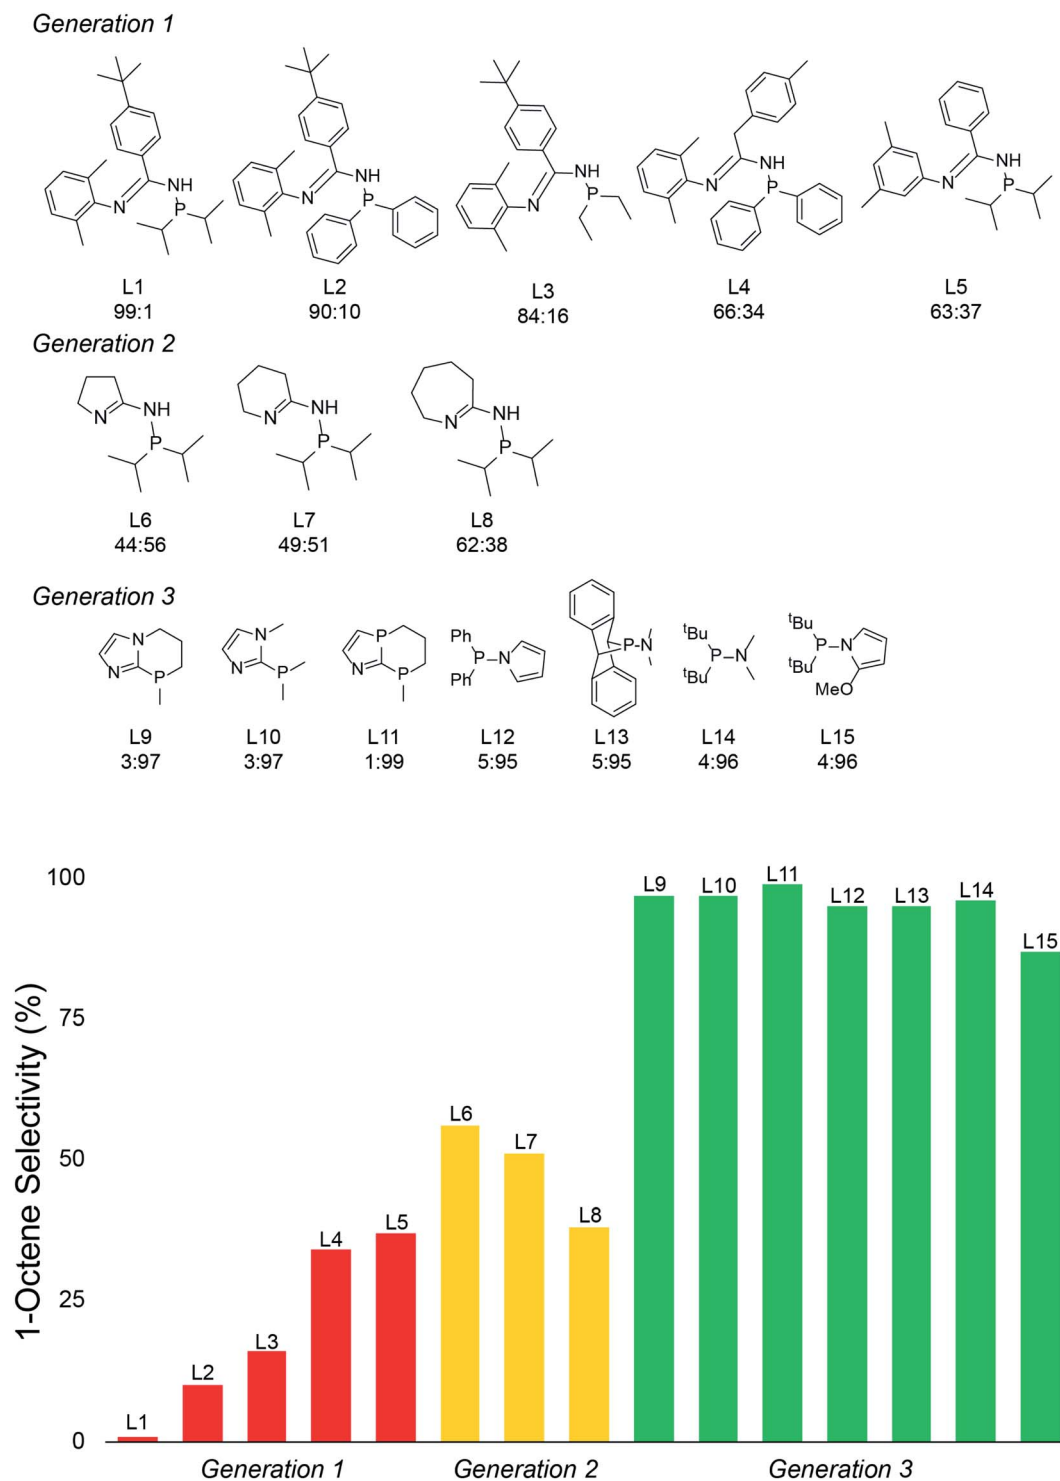 Generation 1
NH
N
P
NH
N
P
NH
N
P
NH
N
P
NH
N
P
L1
L2
L3
L4
L5
99:1
90:10
84:16
66:34
63:37
Generation 2
N
NH
P
N
NH
P
N
NH
P
L6
L7
L8
44:56
49:51
62:38
Generation 3
N
N
P
N
N
P
P
N
P
Ph
P
N
Ph
P
N
tBu
P
N
tBu
tBu
P
N
tBu
MeO
L9
L10
L11
L12
L13
L14
L15
3:97
3:97
1:99
5:95
5:95
4:96
4:96
1-Octene Selectivity (%)
100
75
50
25
0
L1
L2
L3
L4
L5
L6
L7
L8
L9
L10
L11
L12
L13
L14
L15
Generation 1
Generation 2
Generation 3